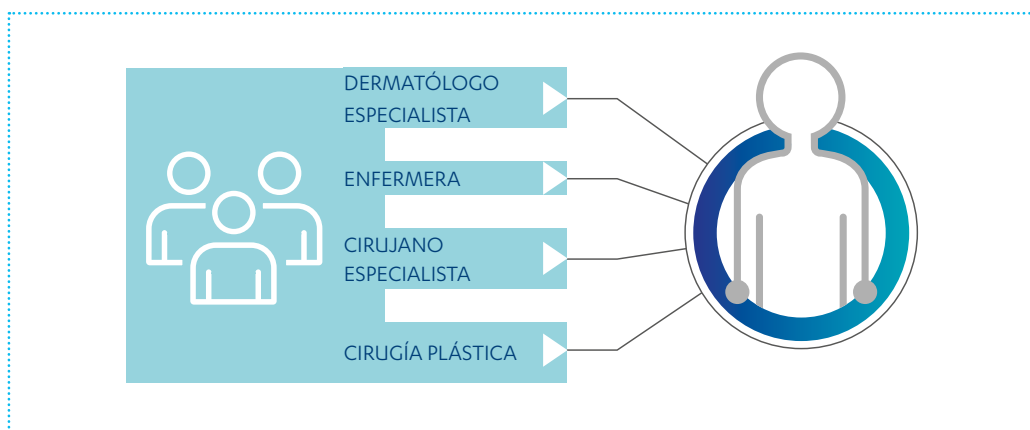 DERMATÓLOGO
ESPECIALISTA
ENFERMERA
CIRUJANO
ESPECIALISTA
CIRUGÍA PLÁSTICA